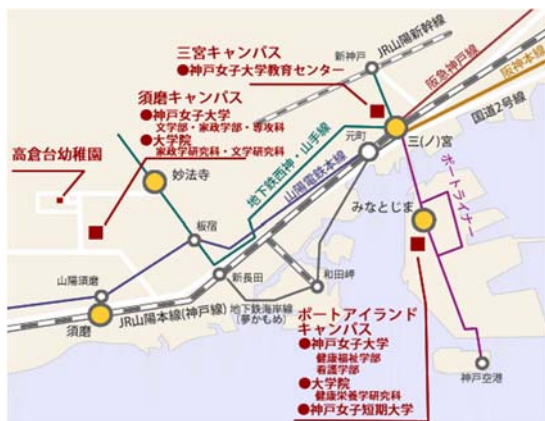 JR山陽新幹線
三宮キャンパス
●神戸女子大学教育センター
新神戸
阪急神戸線
阪神本線
国道2号線
須磨キャンパス
●神戸女子大学
文学部・家政学部・専攻科
●大学院
家政学研究科・文学研究科
高倉台幼稚園
妙法寺
地下鉄西神・山手線
山陽電鉄本線
元町
三(ノ)宮
ポートライナー
みなとじま
板宿
山陽須磨
須磨
JR山陽本線(神戸線)
新長田
地下鉄海岸線
(夢かもめ)
和田岬
ポートアイランド
キャンパス
●神戸女子大学
健康福祉学部
看護学部
●大学院
健康栄養学研究科
●神戸女子短期大学
神戸空港